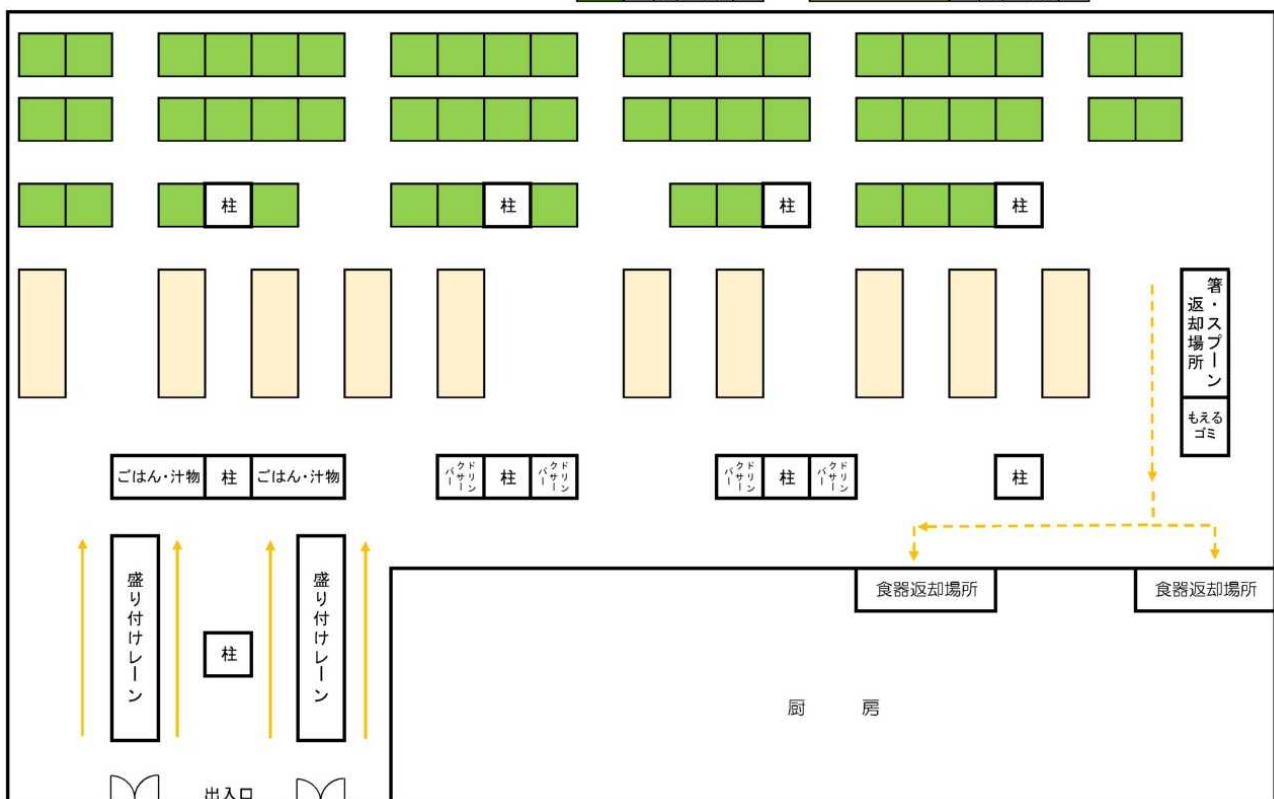 柱
柱
柱
柱
箸・スプーン
返却場所
もえる
ゴミ
ごはん・汁物
柱
ごはん・汁物
ドリン
クサー
バー
柱
ドリン
クサー
バー
ドリン
クサー
バー
柱
ドリン
クサー
バー
柱
盛り付けレーン
柱
盛り付けレーン
食器返却場所
食器返却場所
厨 房
出入口